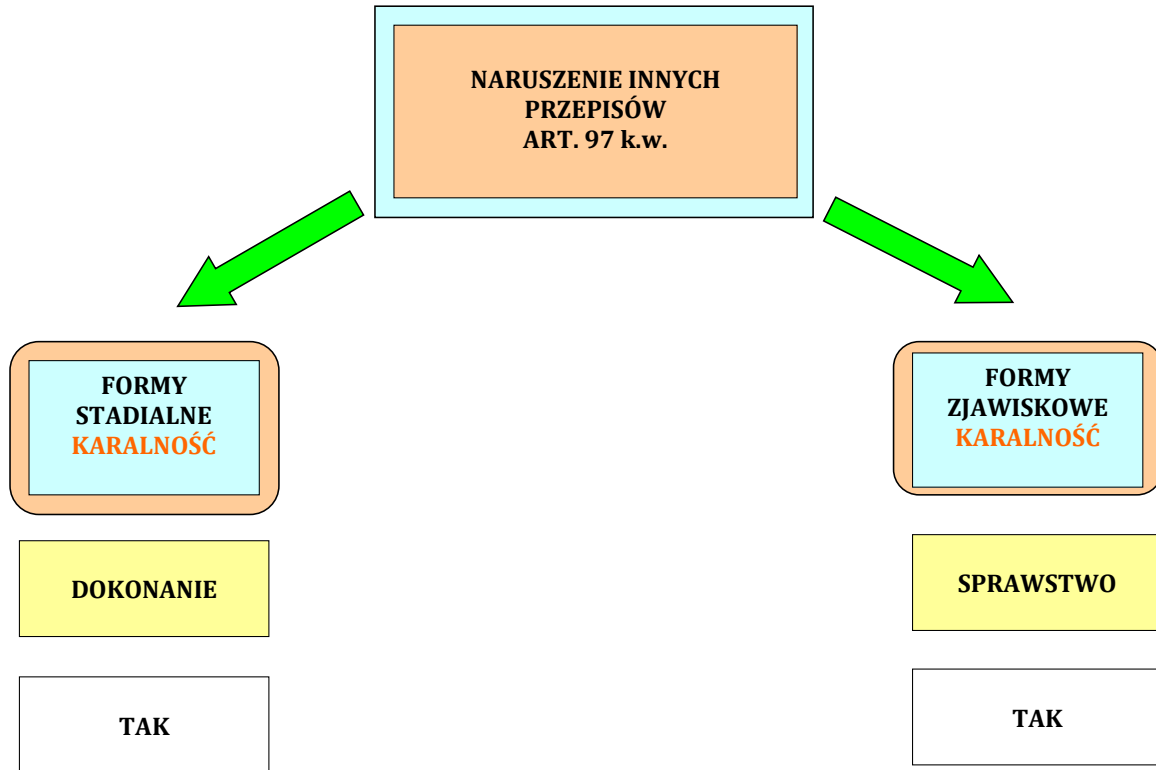 NARUSZENIE INNYCH
PRZEPISÓW
ART. 97 k.w.
FORMY
STADIALNE
KARALNOŚĆ
DOKONANIE
TAK
FORMY
ZJAWISKOWE
KARALNOŚĆ
SPRAWSTWO
TAK